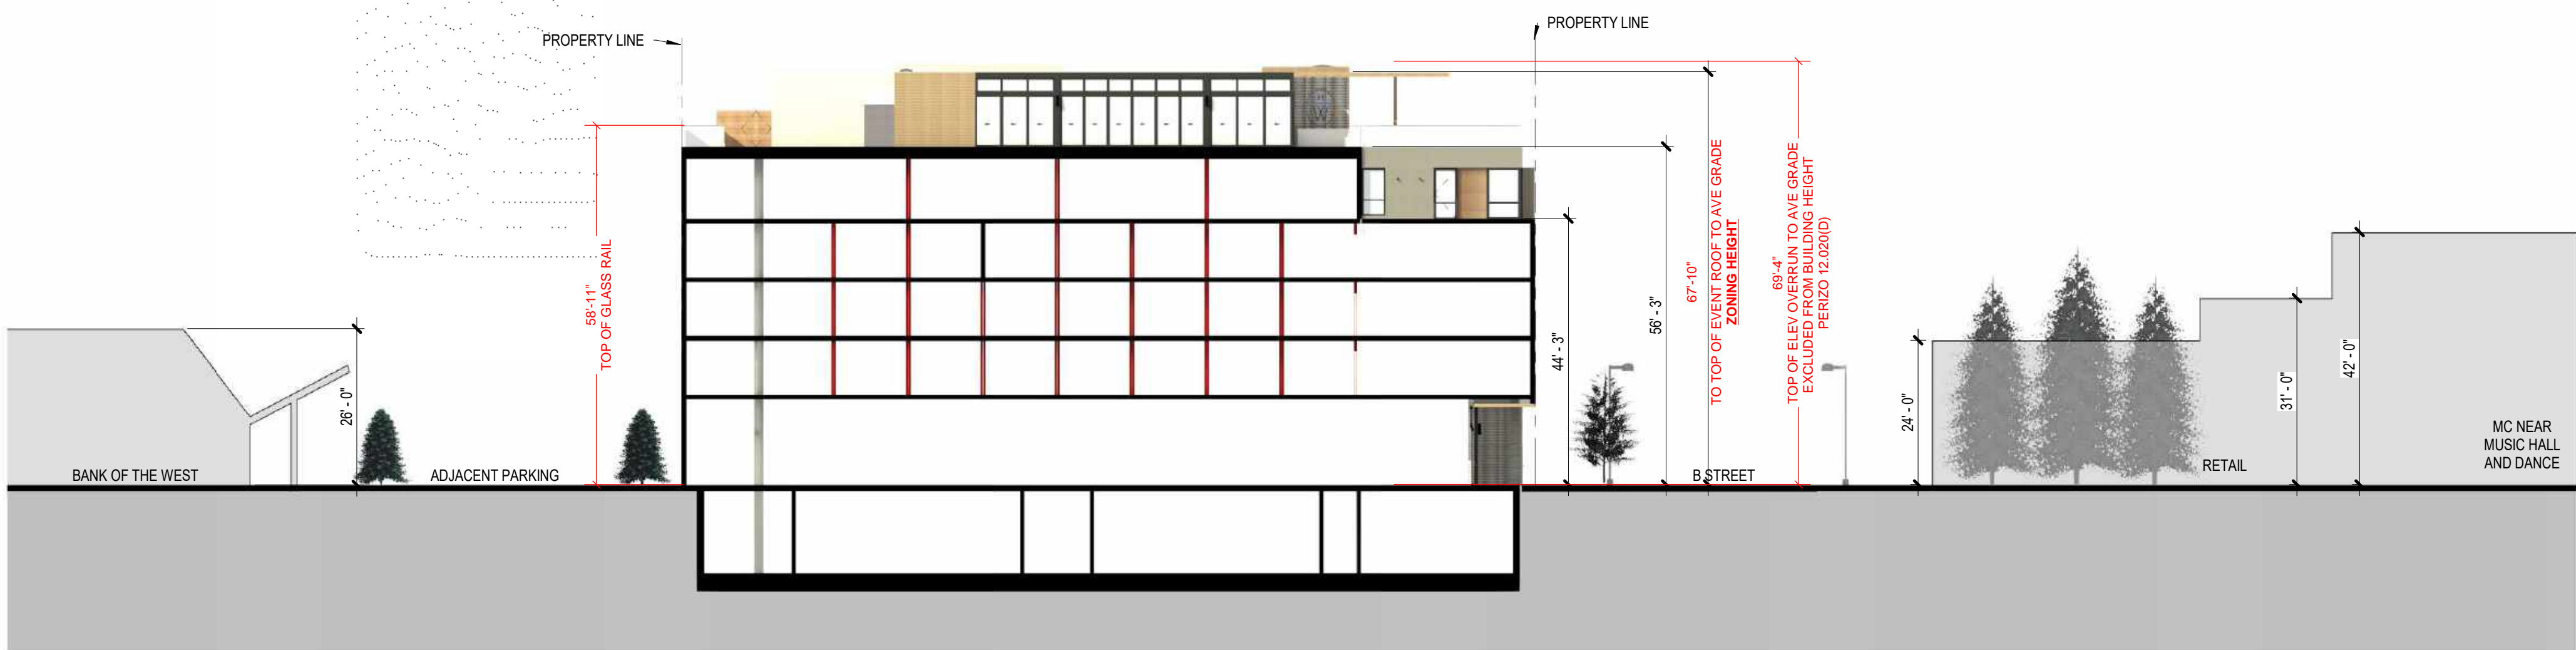 PROPERTY LINE
PROPERTY LINE
58'-11"
TOP OF GLASS RAIL
26' - 0"
BANK OF THE WEST
ADJACENT PARKING
44' - 3"
56' - 3"
67'-10"
TO TOP OF EVENT ROOF TO AVE GRADE
ZONING HEIGHT
69'-4"
TOP OF ELEV OVERRUN TO AVE GRADE
EXCLUDED FROM BUILDING HEIGHT
PERIZO 12.020(D)
B STREET
24' - 0"
31' - 0"
42' - 0"
RETAIL
MC NEAR
MUSIC HALL
AND DANCE